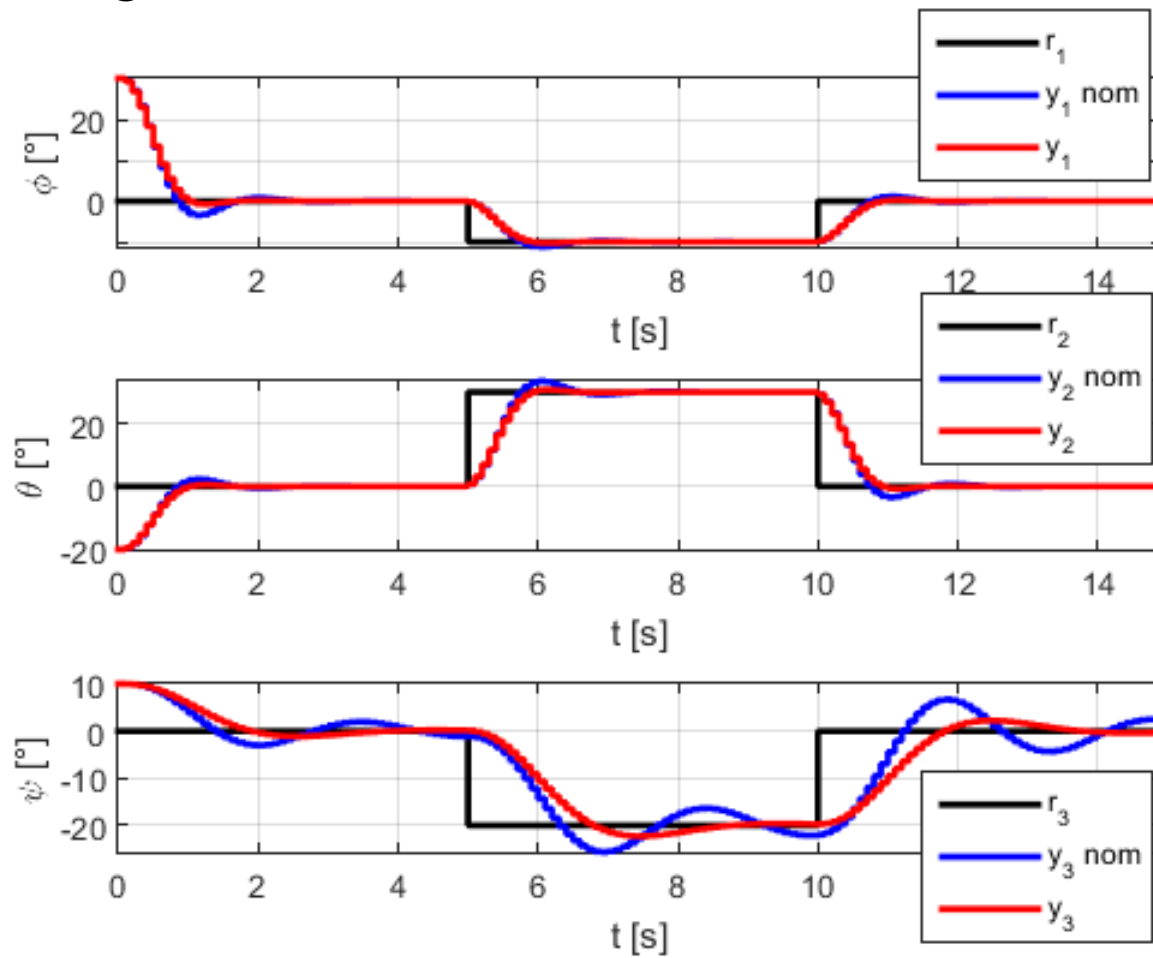 r₁
y₁ nom
y₁
ϕ [°]
20
0
0 2 4 6 8 10 12 14
t [s]
r₂
y₂ nom
y₂
θ [°]
20
0
-20
0 2 4 6 8 10 12 14
t [s]
ψ [°]
10
0
-10
-20
r₃
y₃ nom
y₃
0 2 4 6 8 10
t [s]